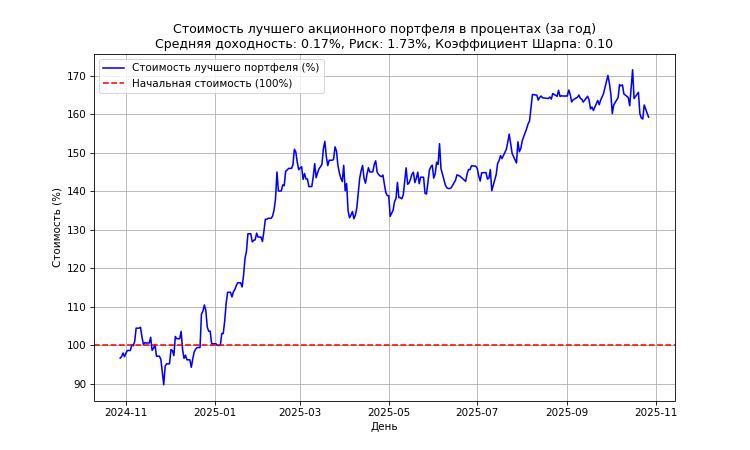 Стоимость лучшего акционного портфеля в процентах (за год)
Средняя доходность: 0.17%, Риск: 1.73%, Коэффициент Шарпа: 0.10
Стоимость лучшего портфеля (%)
Начальная стоимость (100%)
170
160
150
140
130
120
110
100
90
Стоимость (%)
2024-11
2025-01
2025-03
2025-05
2025-07
2025-09
2025-11
День